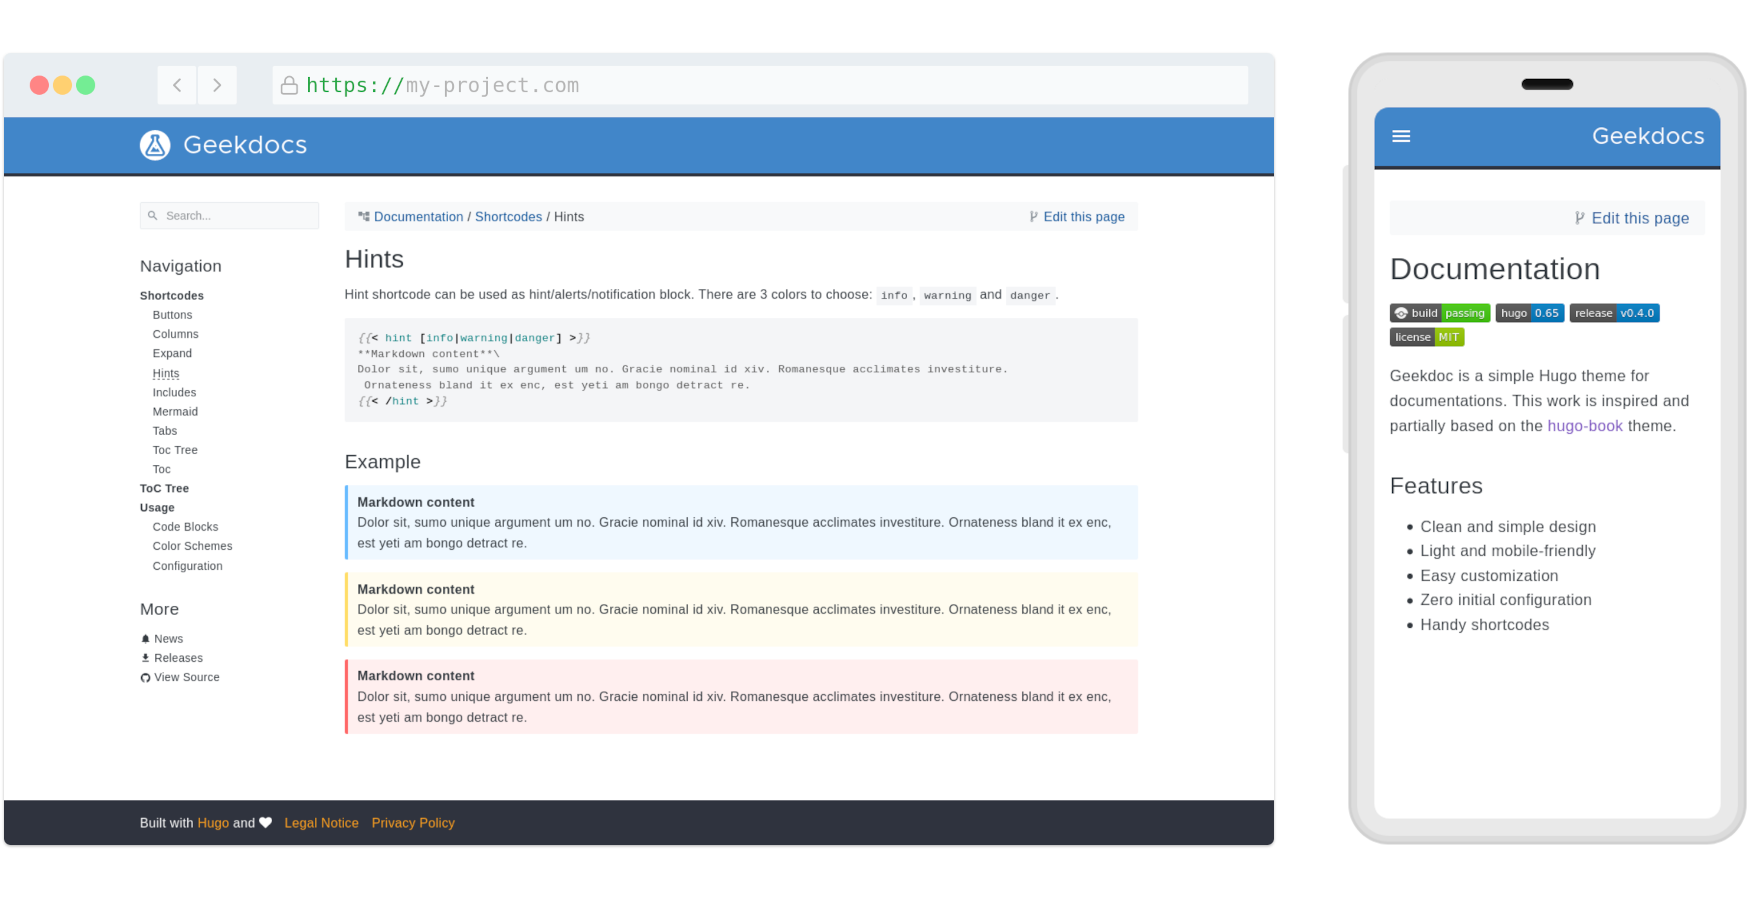 https://my-project.com
Geekdocs
Search...
Navigation
Shortcodes
Buttons
Columns
Expand
Hints
Includes
Mermaid
Tabs
Toc Tree
Toc
ToC Tree
Usage
Code Blocks
Color Schemes
Configuration
More
News
Releases
View Source
Documentation / Shortcodes / Hints
Edit this page
Hints
Hint shortcode can be used as hint/alerts/notification block. There are 3 colors to choose: info, warning and danger.
{{< hint [info|warning|danger] >}}
**Markdown content**\
Dolor sit, sumo unique argument um no. Gracie nominal id xiv. Romanesque acclimates investiture.
 Ornateness bland it ex enc, est yeti am bongo detract re.
{{< /hint >}}
Example
Markdown content
Dolor sit, sumo unique argument um no. Gracie nominal id xiv. Romanesque acclimates investiture. Ornateness bland it ex enc,
est yeti am bongo detract re.
Markdown content
Dolor sit, sumo unique argument um no. Gracie nominal id xiv. Romanesque acclimates investiture. Ornateness bland it ex enc,
est yeti am bongo detract re.
Markdown content
Dolor sit, sumo unique argument um no. Gracie nominal id xiv. Romanesque acclimates investiture. Ornateness bland it ex enc,
est yeti am bongo detract re.
Built with Hugo and Legal Notice Privacy Policy
Geekdocs
Edit this page
Documentation
build passing hugo 0.65 release v0.4.0
license MIT
Geekdoc is a simple Hugo theme for
documentations. This work is inspired and
partially based on the hugo-book theme.
Features
Clean and simple design
Light and mobile-friendly
Easy customization
Zero initial configuration
Handy shortcodes